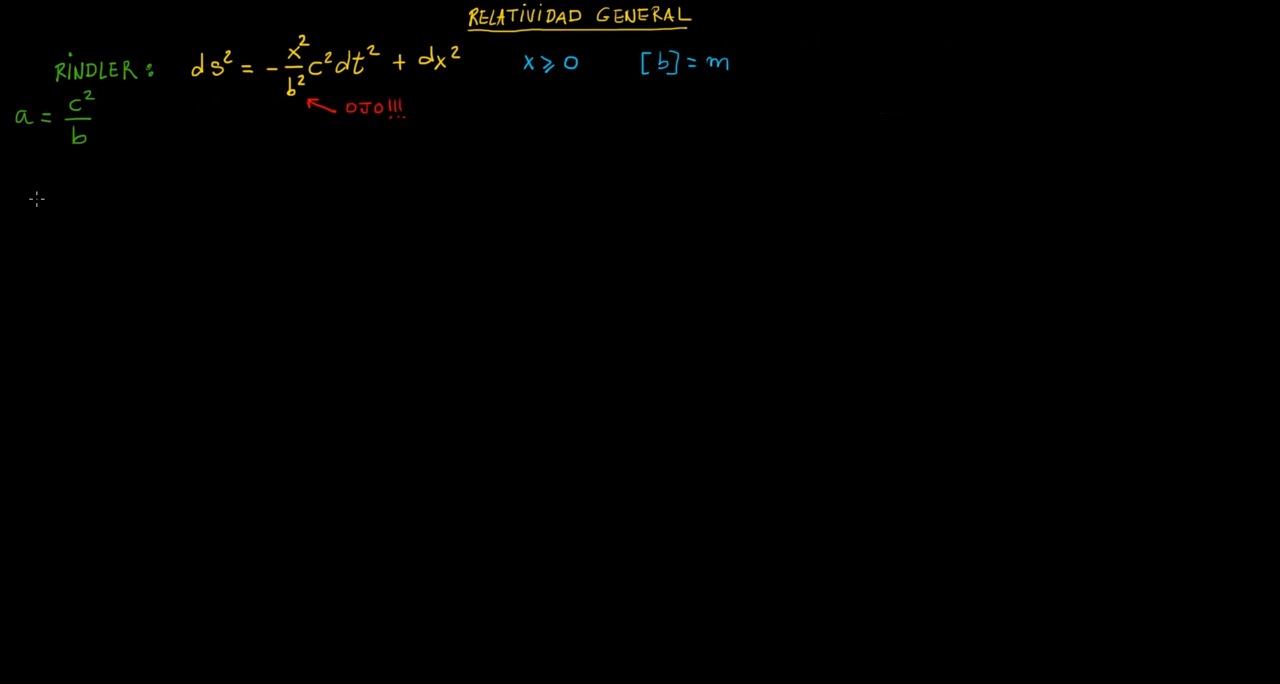 RELATIVIDAD GENERAL
RINDLER: ds² = - x²/b² c²dt² + dx² x ⩾ 0 [b] = m
OJO!!!
a = c²/b